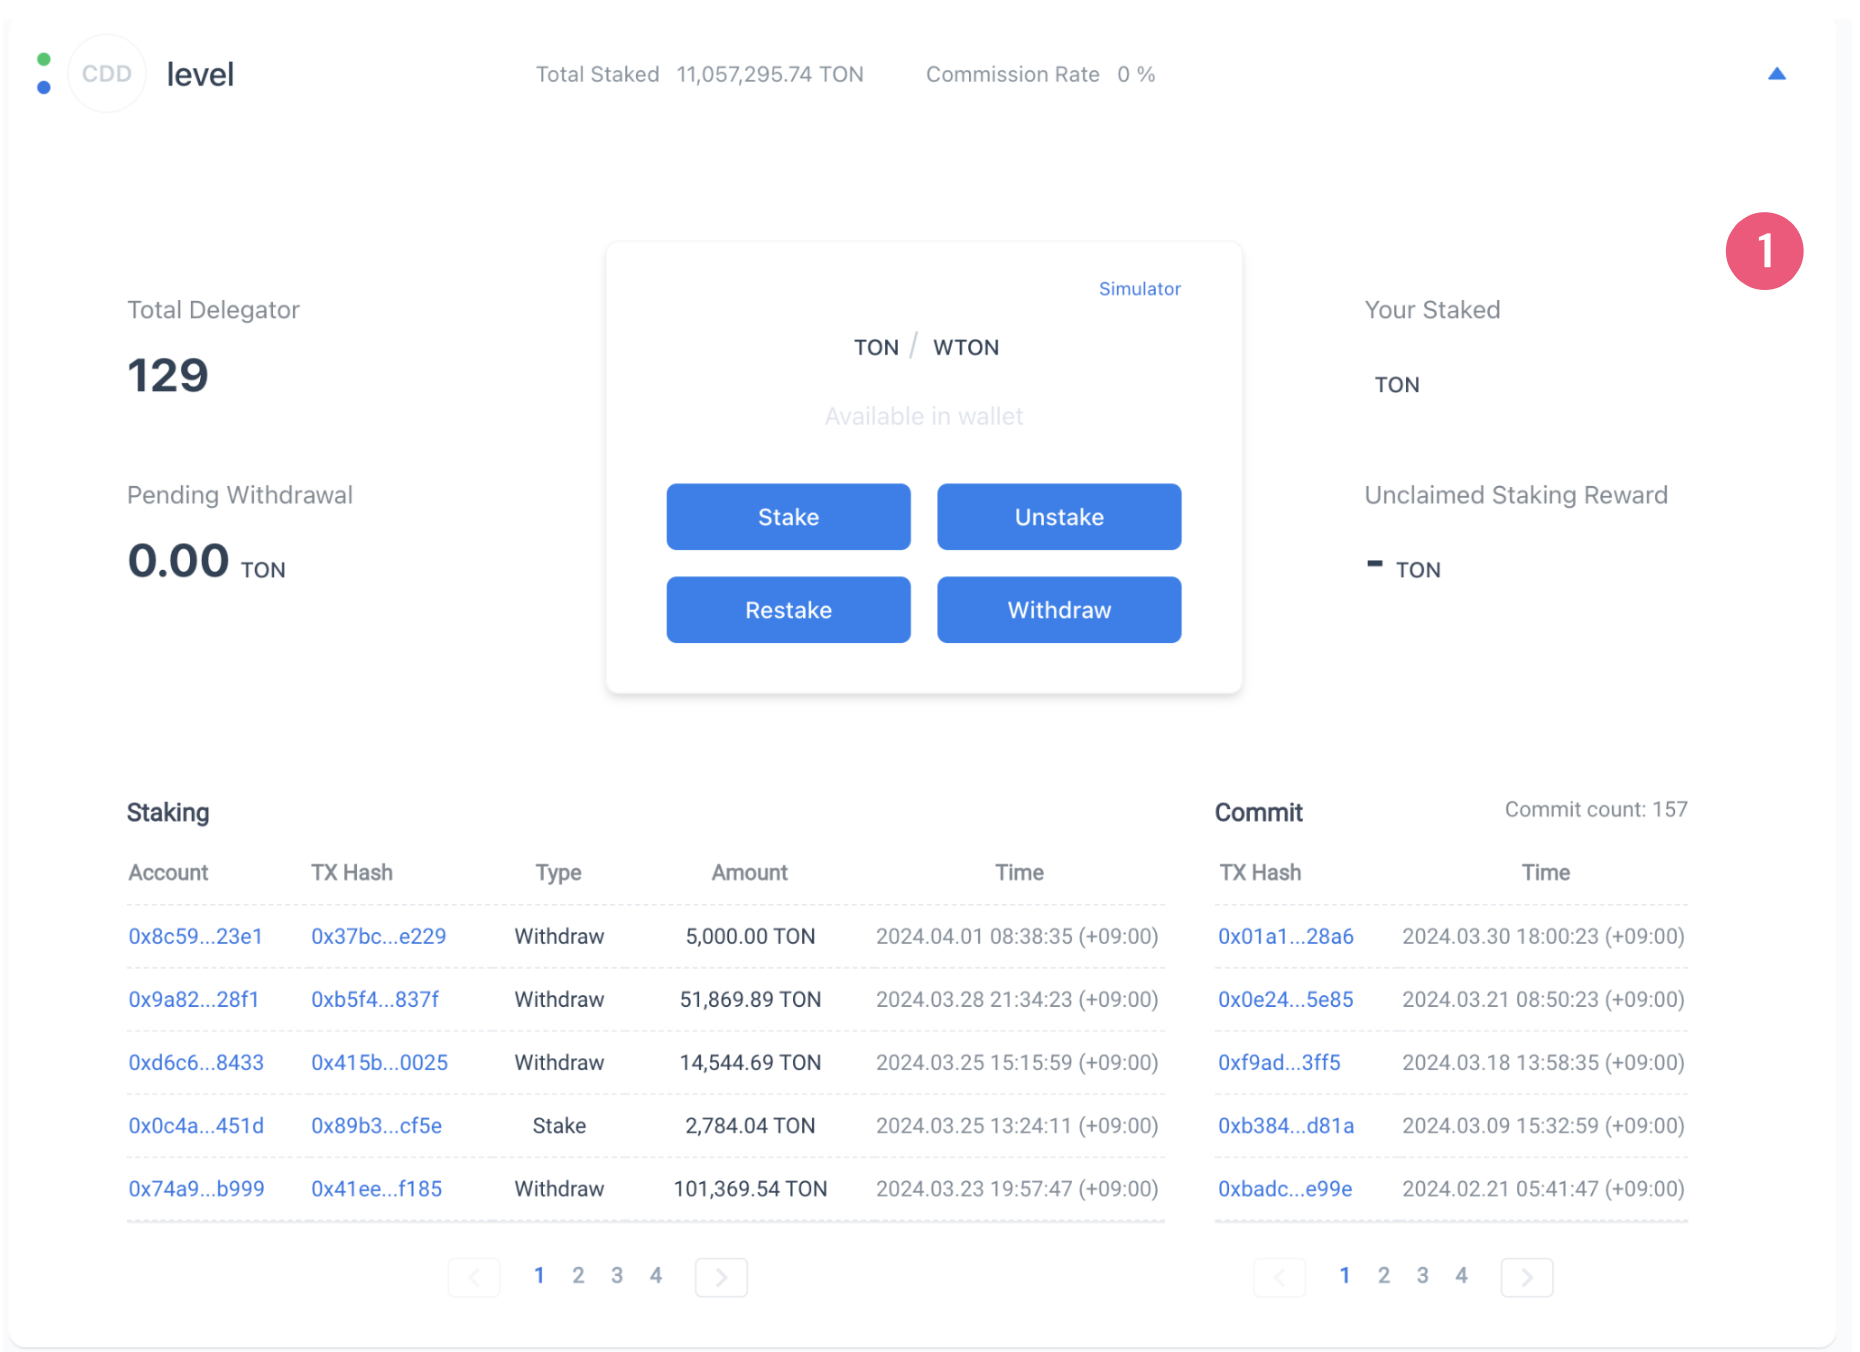 CDD level Total Staked 11,057,295.74 TON Commission Rate 0 %
1
Simulator
Total Delegator Your Staked
TON / WTON
129 TON
Available in wallet
Pending Withdrawal Unclaimed Staking Reward
Stake Unstake
0.00 TON - TON
Restake Withdraw
Staking Commit Commit count: 157
Account TX Hash Type Amount Time TX Hash Time
0x8c59...23e1 0x37bc...e229 Withdraw 5,000.00 TON 2024.04.01 08:38:35 (+09:00) 0x01a1...28a6 2024.03.30 18:00:23 (+09:00)
0x9a82...28f1 0xb5f4...837f Withdraw 51,869.89 TON 2024.03.28 21:34:23 (+09:00) 0x0e24...5e85 2024.03.21 08:50:23 (+09:00)
0xd6c6...8433 0x415b...0025 Withdraw 14,544.69 TON 2024.03.25 15:15:59 (+09:00) 0xf9ad...3ff5 2024.03.18 13:58:35 (+09:00)
0x0c4a...451d 0x89b3...cf5e Stake 2,784.04 TON 2024.03.25 13:24:11 (+09:00) 0xb384...d81a 2024.03.09 15:32:59 (+09:00)
0x74a9...b999 0x41ee...f185 Withdraw 101,369.54 TON 2024.03.23 19:57:47 (+09:00) 0xbadc...e99e 2024.02.21 05:41:47 (+09:00)
1 2 3 4 1 2 3 4